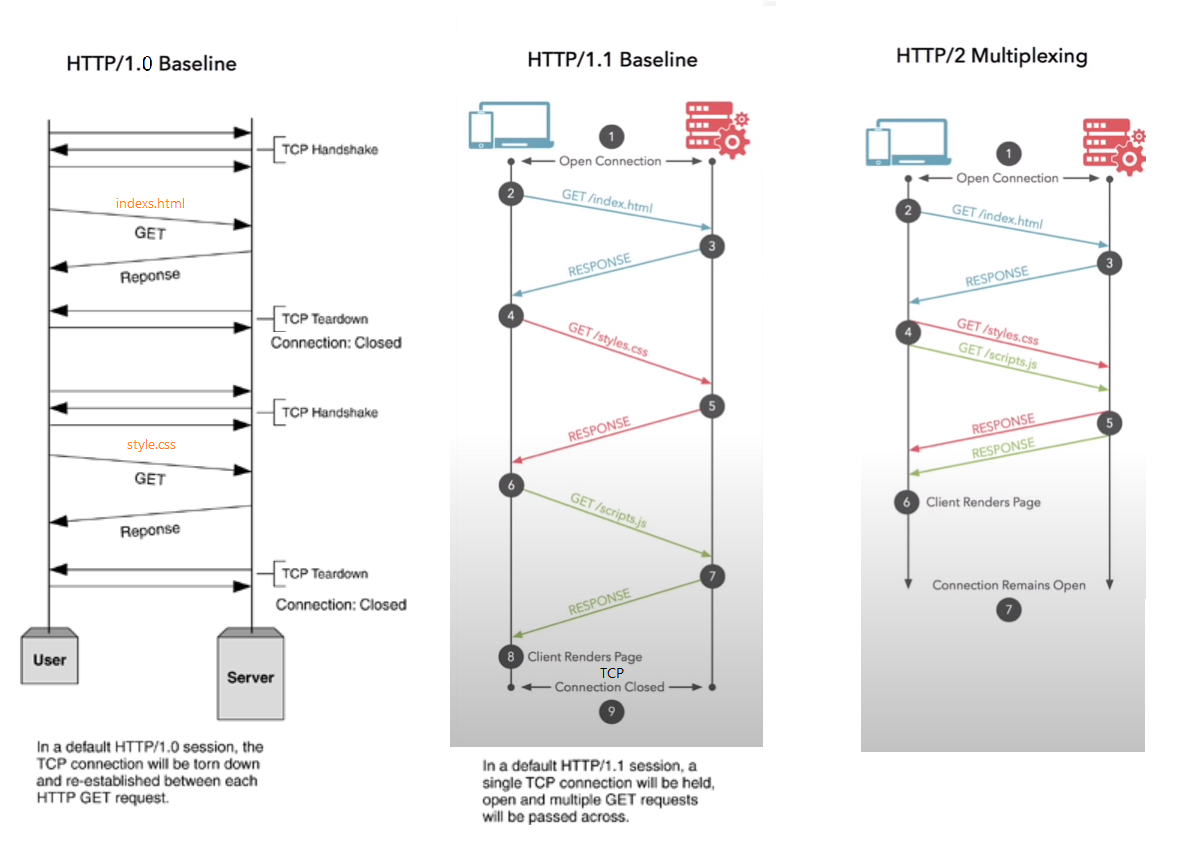 HTTP/1.0 Baseline
TCP Handshake
indexs.html
GET
Reponse
TCP Teardown
Connection: Closed
TCP Handshake
style.css
GET
Reponse
TCP Teardown
Connection: Closed
User
Server
In a default HTTP/1.0 session, the
TCP connection will be torn down
and re-established between each
HTTP GET request.
HTTP/1.1 Baseline
1
Open Connection
2
GET /index.html
3
RESPONSE
4
GET /styles.css
5
RESPONSE
6
GET /scripts.js
7
RESPONSE
8 Client Renders Page
TCP
Connection Closed
9
In a default HTTP/1.1 session, a
single TCP connection will be held,
open and multiple GET requests
will be passed across.
HTTP/2 Multiplexing
1
Open Connection
2
GET /index.html
3
RESPONSE
4
GET /styles.css
GET /scripts.js
5
RESPONSE
RESPONSE
6 Client Renders Page
Connection Remains Open
7